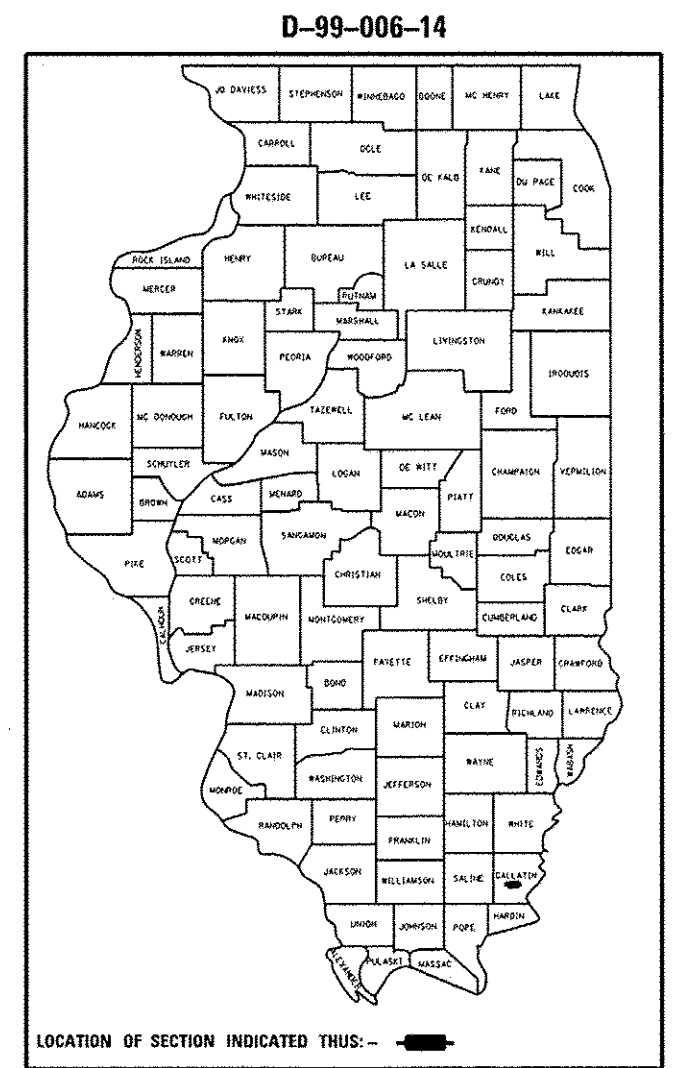 D-99-006-14
JO DAVIESS STEPHENSON WINNEBAGO BOONE MC HENRY LAKE
CARROLL OGLE
DE KALB KANE DU PAGE COOK
WHITESIDE LEE
KENDALL WILL
ROCK ISLAND HENRY BUREAU LA SALLE
GRUNDY
MERCER PUTNAM
STARK MARSHALL KANKAKEE
HENDERSON WARREN KNOX LIVINGSTON
PEORIA WOODFORD IROQUOIS
HANCOCK MC DONOUGH FULTON TAZEWELL MC LEAN FORD
MASON
SCHUYLER LOGAN DE WITT CHAMPAIGN VERMILION
ADAMS BROWN CASS MENARD PIATT
MACON
MORGAN SANGAMON DOUGLAS EDGAR
PIKE SCOTT MOULTRIE
CHRISTIAN COLES
CALHOUN GREENE MACOUPIN MONTGOMERY SHELBY CUMBERLAND CLARK
JERSEY FAYETTE EFFINGHAM JASPER CRAWFORD
MADISON BOND
CLAY RICHLAND LAWRENCE
CLINTON MARION
ST. CLAIR WAYNE EDWARDS WABASH
WASHINGTON JEFFERSON
MONROE
RANDOLPH PERRY HAMILTON WHITE
FRANKLIN
JACKSON WILLIAMSON SALINE GALLATIN
UNION JOHNSON POPE HARDIN
ALEXANDER PULASKI MASSAC
LOCATION OF SECTION INDICATED THUS: -